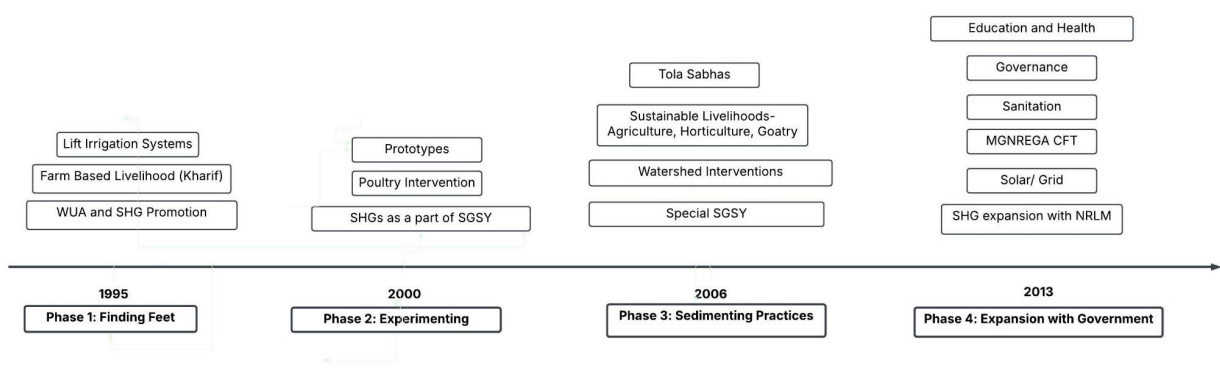 Lift Irrigation Systems
Farm Based Livelihood (Kharif)
WUA and SHG Promotion
Prototypes
Poultry Intervention
SHGs as a part of SGSY
Tola Sabhas
Sustainable Livelihoods-
Agriculture, Horticulture, Goatry
Watershed Interventions
Special SGSY
Education and Health
Governance
Sanitation
MGNREGA CFT
Solar/ Grid
SHG expansion with NRLM
1995
Phase 1: Finding Feet
2000
Phase 2: Experimenting
2006
Phase 3: Sedimenting Practices
2013
Phase 4: Expansion with Government